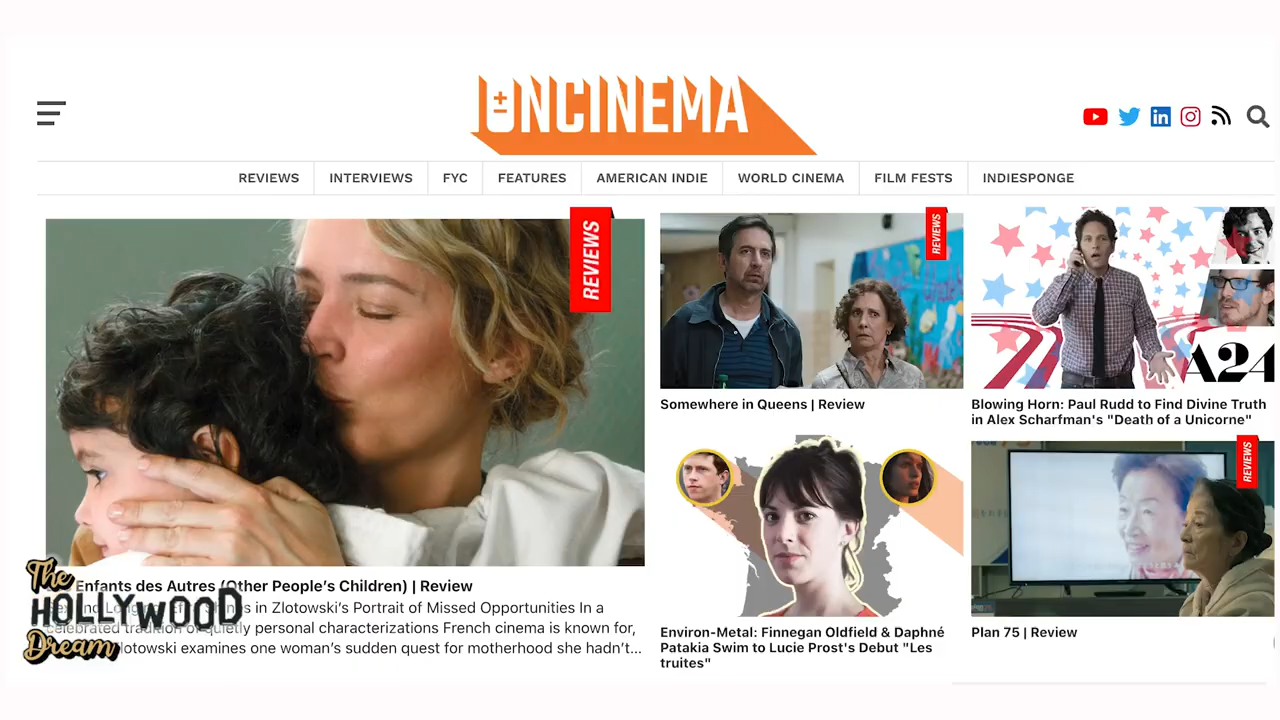 IONCINEMA
REVIEWS
INTERVIEWS
FYC
FEATURES
AMERICAN INDIE
WORLD CINEMA
FILM FESTS
INDIESPONGE
REVIEWS
Enfants des Autres (Other People's Children) | Review
in Zlotowski's Portrait of Missed Opportunities In a
celebrated tradition of quietly personal characterizations French cinema is known for,
lotowski examines one woman's sudden quest for motherhood she hadn't...
The
HOLLYWOOD
Dream
REVIEWS
Somewhere in Queens | Review
A24
Blowing Horn: Paul Rudd to Find Divine Truth
in Alex Scharfman's "Death of a Unicorne"
Environ-Metal: Finnegan Oldfield & Daphné
Patakia Swim to Lucie Prost's Debut "Les
truites"
REVIEWS
Plan 75 | Review